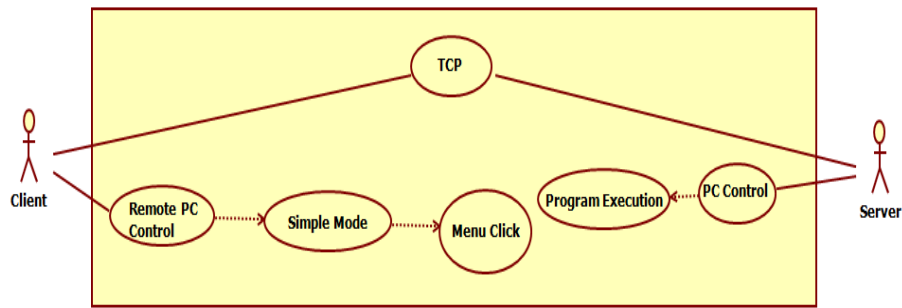 TCP
Client
Remote PC
Control
Simple Mode
Menu Click
Program Execution
PC Control
Server